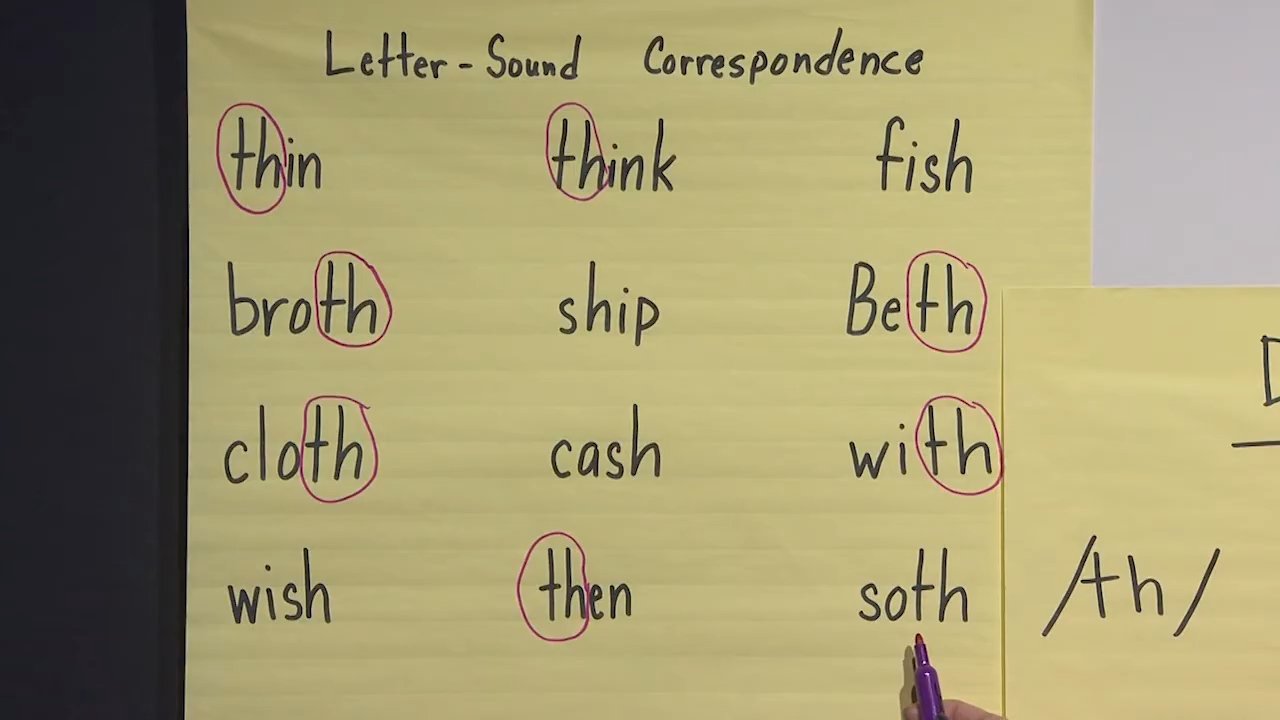 Letter-Sound Correspondence
thin think fish
broth ship Beth
cloth cash with
wish then soth
/th/